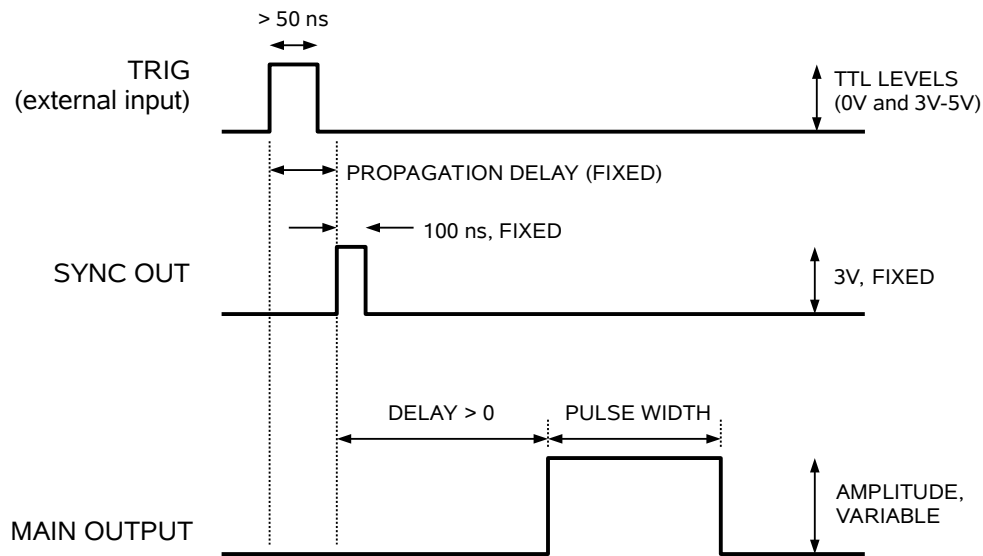 > 50 ns
TRIG
(external input)
TTL LEVELS
(0V and 3V-5V)
PROPAGATION DELAY (FIXED)
100 ns, FIXED
SYNC OUT
3V, FIXED
DELAY > 0
PULSE WIDTH
AMPLITUDE,
VARIABLE
MAIN OUTPUT